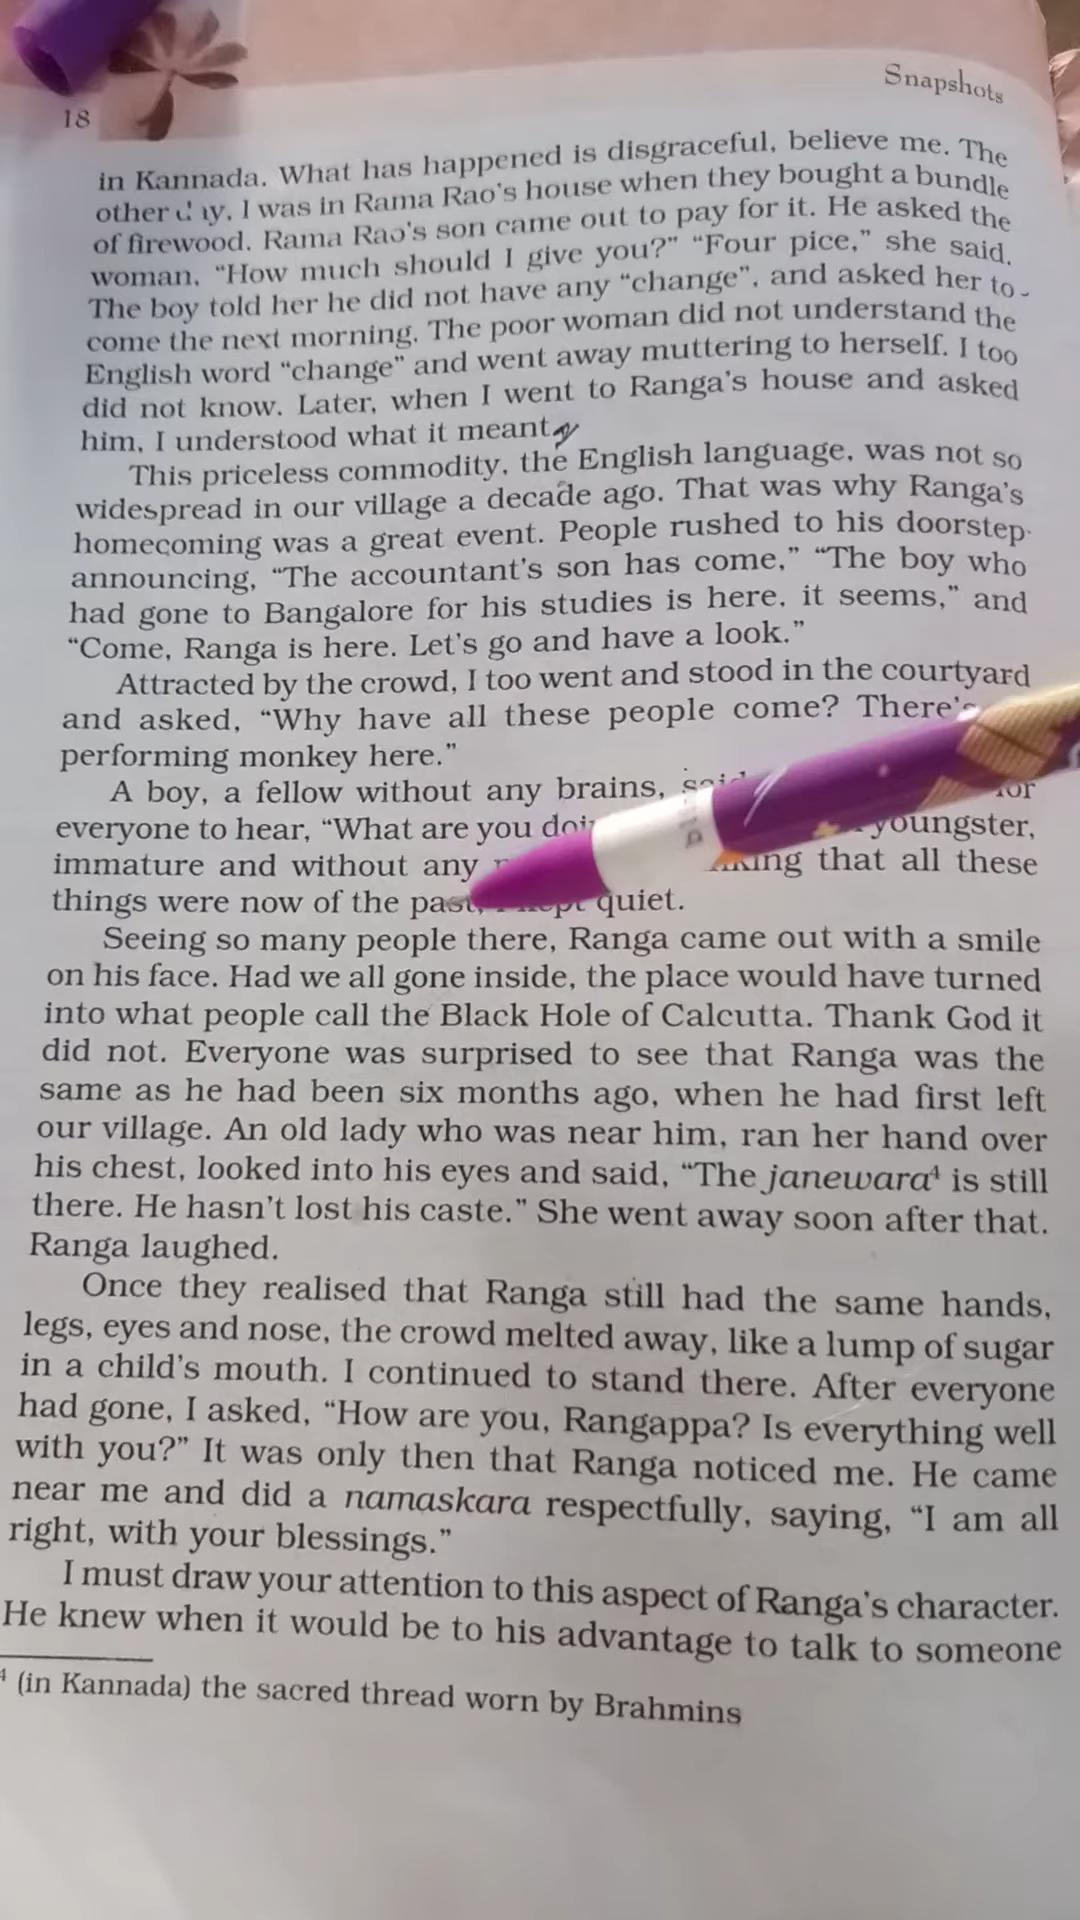 Snapshots
18
in Kannada. What has happened is disgraceful, believe me. The
other day, I was in Rama Rao's house when they bought a bundle
of firewood. Rama Rao's son came out to pay for it. He asked the
woman, “How much should I give you?” “Four pice,” she said.
The boy told her he did not have any “change”, and asked her to
come the next morning. The poor woman did not understand the
English word “change” and went away muttering to herself. I too
did not know. Later, when I went to Ranga's house and asked
him, I understood what it meant
This priceless commodity, the English language, was not so
widespread in our village a decade ago. That was why Ranga's
homecoming was a great event. People rushed to his doorstep
announcing, “The accountant's son has come,” “The boy who
had gone to Bangalore for his studies is here, it seems,” and
“Come, Ranga is here. Let's go and have a look.”
Attracted by the crowd, I too went and stood in the courtyard
and asked, “Why have all these people come? There's
performing monkey here.”
A boy, a fellow without any brains, said
everyone to hear, “What are you youngster,
immature and without any that all these
things were now of the past, I kept quiet.
Seeing so many people there, Ranga came out with a smile
on his face. Had we all gone inside, the place would have turned
into what people call the Black Hole of Calcutta. Thank God it
did not. Everyone was surprised to see that Ranga was the
same as he had been six months ago, when he had first left
our village. An old lady who was near him, ran her hand over
his chest, looked into his eyes and said, “The janewara⁴ is still
there. He hasn't lost his caste.” She went away soon after that.
Ranga laughed.
Once they realised that Ranga still had the same hands,
legs, eyes and nose, the crowd melted away, like a lump of sugar
in a child's mouth. I continued to stand there. After everyone
had gone, I asked, “How are you, Rangappa? Is everything well
with you?” It was only then that Ranga noticed me. He came
near me and did a namaskara respectfully, saying, “I am all
right, with your blessings.”
I must draw your attention to this aspect of Ranga's character.
He knew when it would be to his advantage to talk to someone
⁴ (in Kannada) the sacred thread worn by Brahmins